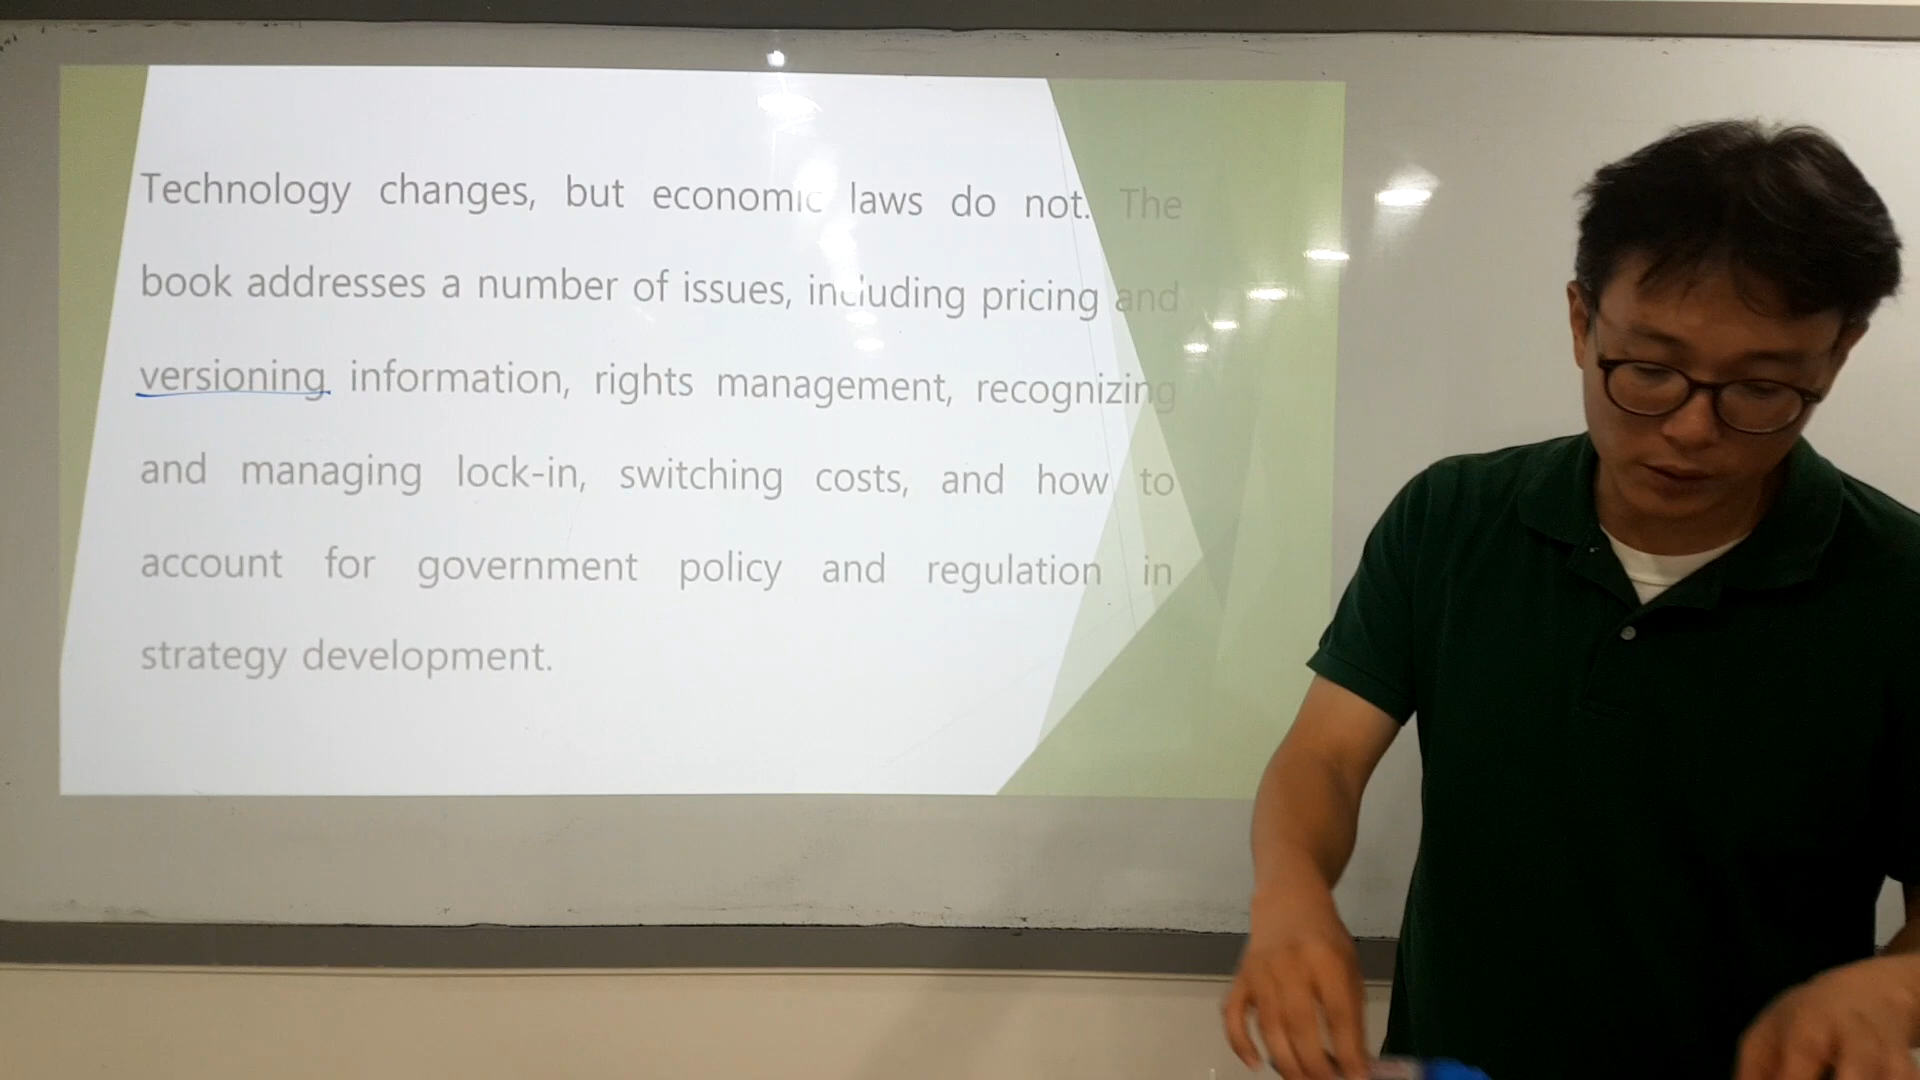 Technology changes, but economic laws do not. The
book addresses a number of issues, including pricing and
versioning information, rights management, recognizing
and managing lock-in, switching costs, and how to
account for government policy and regulation in
strategy development.